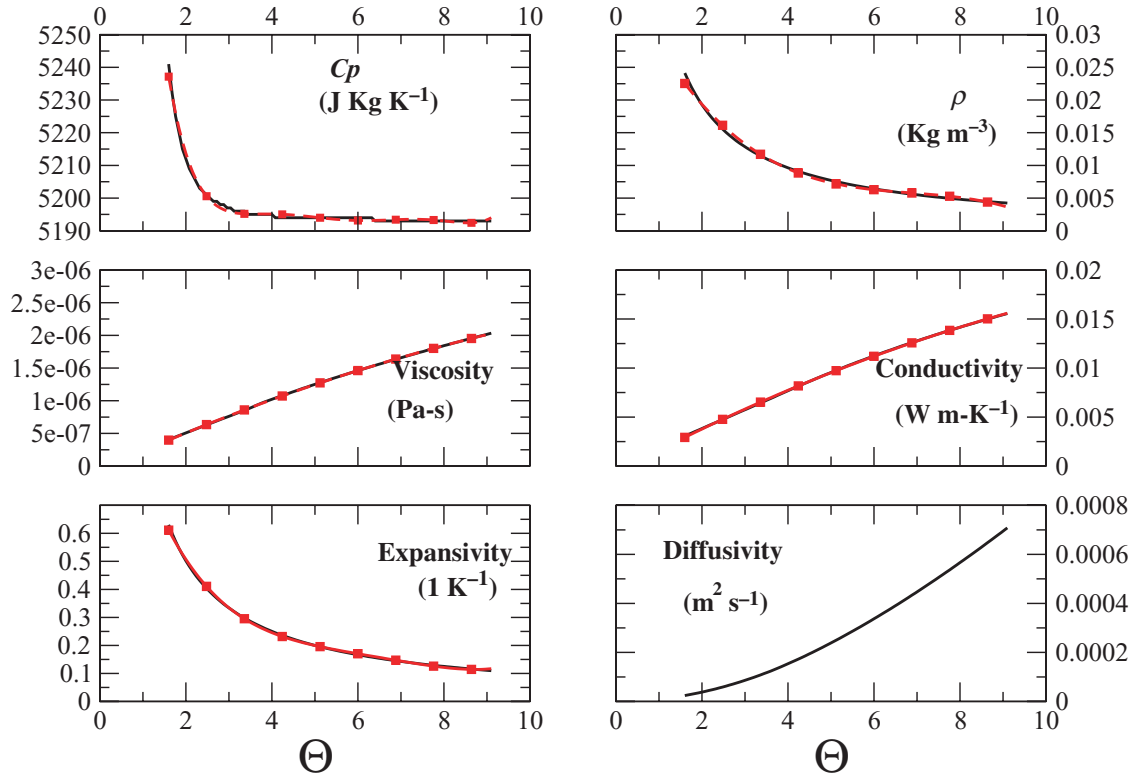 0 2 4 6 8 10
0 2 4 6 8 10
5250
5240
5230
5220
5210
5200
5190
Cp
(J Kg K⁻¹)
0.03
0.025
0.02
0.015
0.01
0.005
0
ρ
(Kg m⁻³)
3e-06
2.5e-06
2e-06
1.5e-06
1e-06
5e-07
0
Viscosity
(Pa-s)
0.02
0.015
0.01
0.005
0
Conductivity
(W m-K⁻¹)
0.6
0.5
0.4
0.3
0.2
0.1
0
Expansivity
(1 K⁻¹)
0.0008
0.0006
0.0004
0.0002
0
Diffusivity
(m² s⁻¹)
0 2 4 6 8 10
0 2 4 6 8 10
Θ
Θ